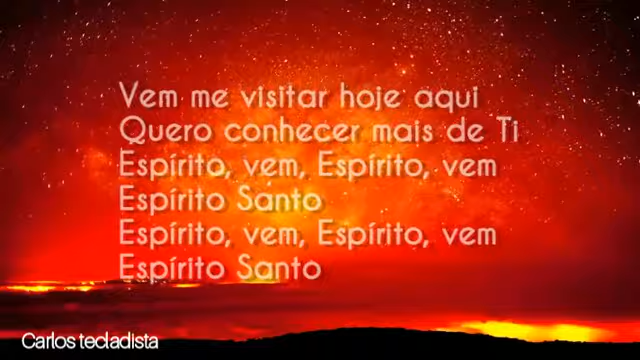 Vem me visitar hoje aqui
Quero conhecer mais de Ti
Espírito, vem, Espírito, vem
Espírito Santo
Espírito, vem, Espírito, vem
Espírito Santo
Carlos tecladista